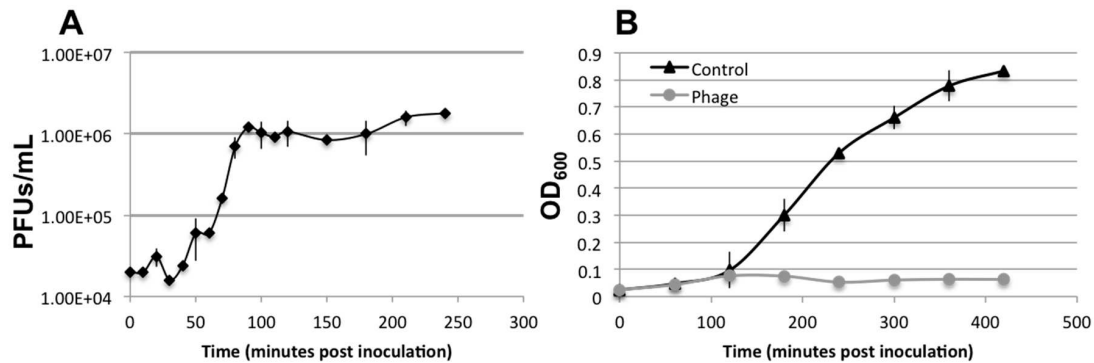 A
PFUs/mL
1.00E+07
1.00E+06
1.00E+05
1.00E+04
0 50 100 150 200 250 300
Time (minutes post inoculation)
B
OD600
0.9
0.8
0.7
0.6
0.5
0.4
0.3
0.2
0.1
0
Control
Phage
0 100 200 300 400 500
Time (minutes post inoculation)